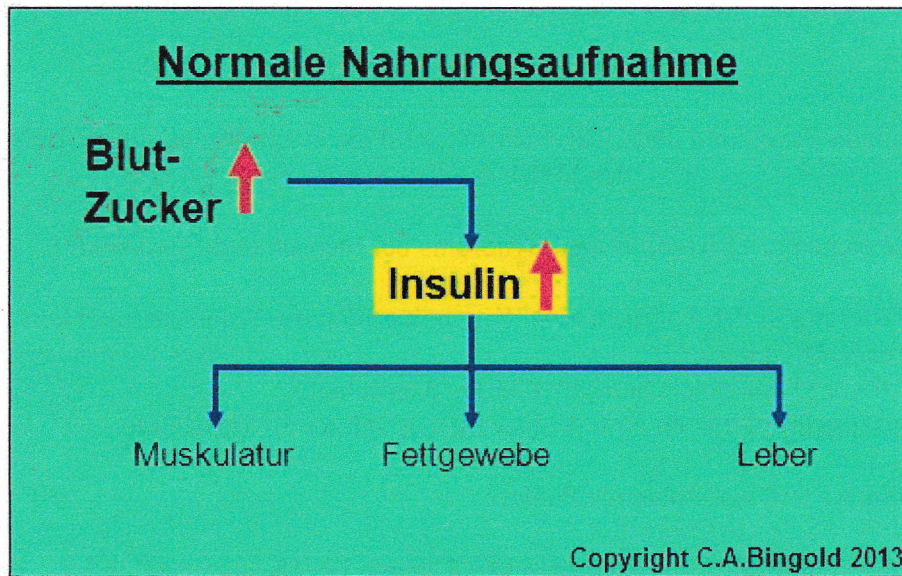 Normale Nahrungsaufnahme
Blut-
Zucker
Insulin
Muskulatur Fettgewebe Leber
Copyright C.A.Bingold 2013